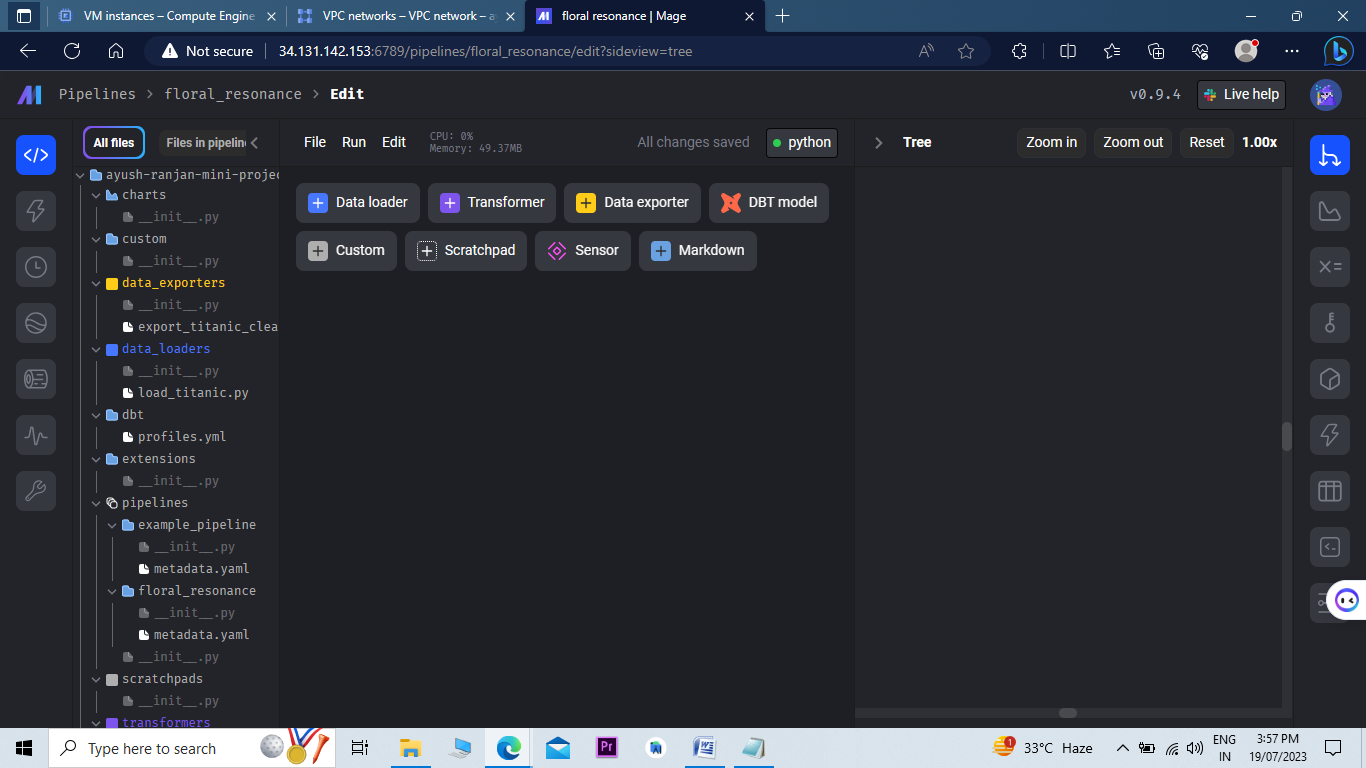 VM instances – Compute Engine
VPC networks – VPC network –
floral resonance | Mage
Not secure
34.131.142.153:6789/pipelines/floral_resonance/edit?sideview=tree
Pipelines > floral_resonance > Edit
v0.9.4
Live help
All files
Files in pipeline
File Run Edit
CPU: 0%
Memory: 49.37MB
All changes saved
python
Tree
Zoom in
Zoom out
Reset
1.00x
ayush-ranjan-mini-projec
charts
__init__.py
custom
__init__.py
data_exporters
__init__.py
export_titanic_clea
data_loaders
__init__.py
load_titanic.py
dbt
profiles.yml
extensions
__init__.py
pipelines
example_pipeline
__init__.py
metadata.yaml
floral_resonance
__init__.py
metadata.yaml
__init__.py
scratchpads
__init__.py
transformers
Data loader
Transformer
Data exporter
DBT model
Custom
Scratchpad
Sensor
Markdown
Type here to search
Pr
1
33°C Haze
ENG
IN
3:57 PM
19/07/2023